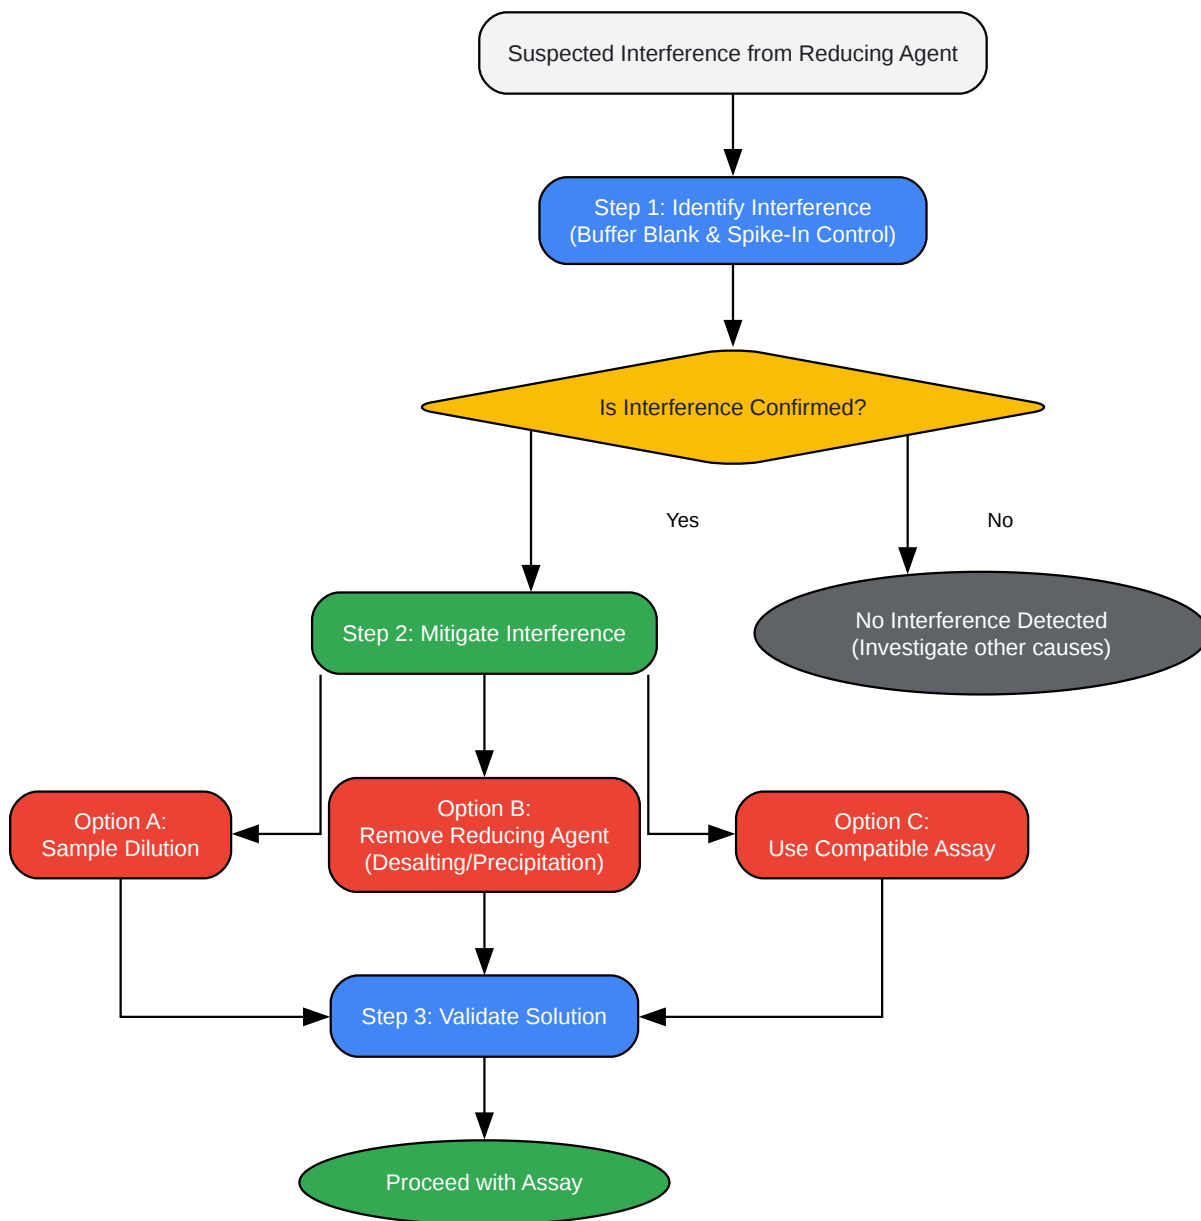 Suspected Interference from Reducing Agent
Step 1: Identify Interference
(Buffer Blank & Spike-In Control)
Is Interference Confirmed?
Yes
No
Step 2: Mitigate Interference
No Interference Detected
(Investigate other causes)
Option A:
Sample Dilution
Option B:
Remove Reducing Agent
(Desalting/Precipitation)
Option C:
Use Compatible Assay
Step 3: Validate Solution
Proceed with Assay